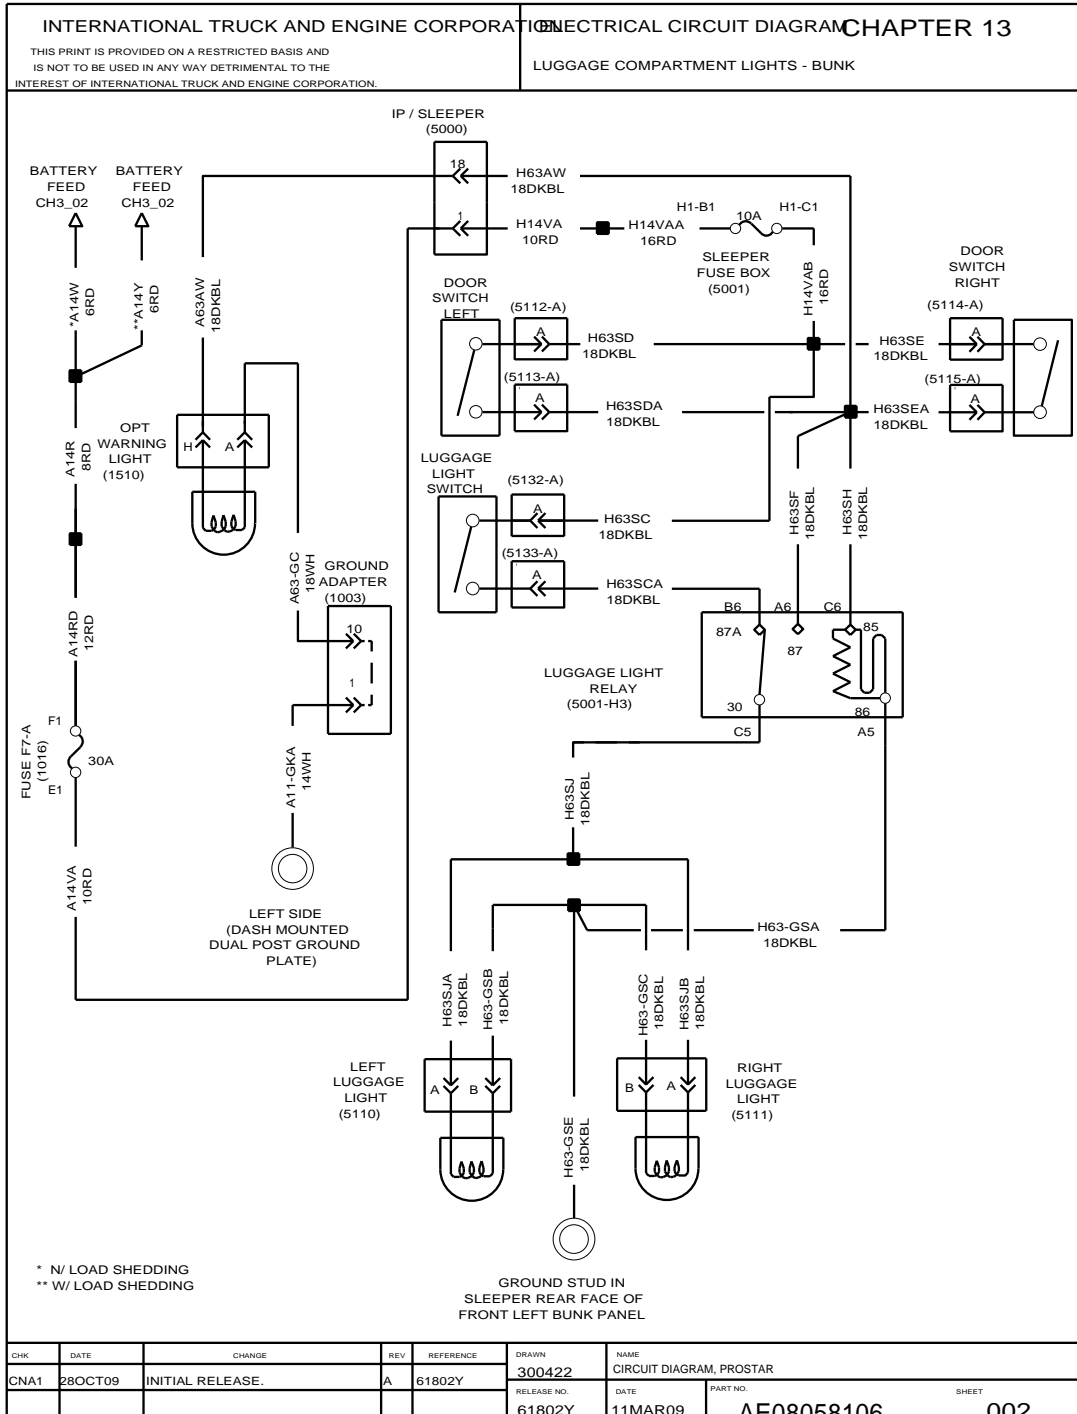 INTERNATIONAL TRUCK AND ENGINE CORPORATION
ELECTRICAL CIRCUIT DIAGRAM
CHAPTER 13
THIS PRINT IS PROVIDED ON A RESTRICTED BASIS AND
IS NOT TO BE USED IN ANY WAY DETRIMENTAL TO THE
INTEREST OF INTERNATIONAL TRUCK AND ENGINE CORPORATION.
LUGGAGE COMPARTMENT LIGHTS - BUNK
IP / SLEEPER
(5000)
18
1
BATTERY
FEED
CH3_02
BATTERY
FEED
CH3_02
H63AW
18DKBL
H14VA
10RD
H14VAA
16RD
H1-B1
10A
H1-C1
SLEEPER
FUSE BOX
(5001)
H14VAB
16RD
DOOR
SWITCH
RIGHT
(5114-A)
A
(5115-A)
A
DOOR
SWITCH
LEFT
(5112-A)
A
(5113-A)
A
H63SD
18DKBL
H63SE
18DKBL
H63SDA
18DKBL
H63SEA
18DKBL
*A14W
6RD
**A14Y
6RD
A63AW
18DKBL
OPT
WARNING
LIGHT
(1510)
H
A
A14R
8RD
LUGGAGE
LIGHT
SWITCH
(5132-A)
A
(5133-A)
A
H63SC
18DKBL
H63SCA
18DKBL
H63SF
18DKBL
H63SH
18DKBL
A63-GC
18WH
GROUND
ADAPTER
(1003)
10
1
A14RD
12RD
B6
A6
C6
87A
87
85
30
86
C5
A5
LUGGAGE LIGHT
RELAY
(5001-H3)
FUSE F7-A
(1016)
F1
30A
E1
A11-GKA
14WH
H63SJ
18DKBL
A14VA
10RD
LEFT SIDE
(DASH MOUNTED
DUAL POST GROUND
PLATE)
H63-GSA
18DKBL
H63SJA
18DKBL
H63-GSB
18DKBL
H63-GSC
18DKBL
H63SJB
18DKBL
LEFT
LUGGAGE
LIGHT
(5110)
A
B
B
A
RIGHT
LUGGAGE
LIGHT
(5111)
H63-GSE
18DKBL
* N/ LOAD SHEDDING
** W/ LOAD SHEDDING
GROUND STUD IN
SLEEPER REAR FACE OF
FRONT LEFT BUNK PANEL
CHK
DATE
CHANGE
REV
REFERENCE
DRAWN
NAME
CNA1
28OCT09
INITIAL RELEASE.
A
61802Y
300422
CIRCUIT DIAGRAM, PROSTAR
RELEASE NO.
DATE
PART NO.
SHEET
61802Y
11MAR09
AE08058106
002